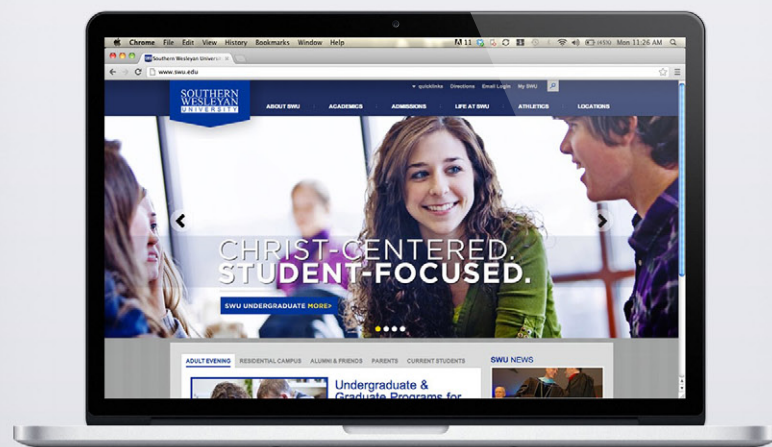 Chrome File Edit View History Bookmarks Window Help
11
Mon 11:26 AM
Southern Wesleyan Univers
www.swu.edu
quicklinks Directions Email Login My SWU
SOUTHERN
WESLEYAN
UNIVERSITY
ABOUT SWU ACADEMICS ADMISSIONS LIFE AT SWU ATHLETICS LOCATIONS
CHRIST-CENTERED.
STUDENT-FOCUSED.
SWU UNDERGRADUATE MORE>
ADULT EVENING RESIDENTIAL CAMPUS ALUMNI & FRIENDS PARENTS CURRENT STUDENTS
SWU NEWS
Undergraduate &
Graduate Programs for